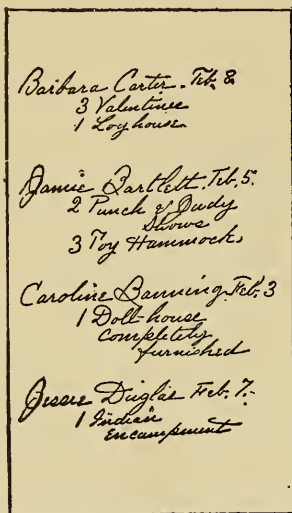 Barbara Carter. Feb. 8
3 Valentines
1 Log house
Jamie Bartlett. Feb. 5.
2 Punch & Judy
Shows
3 Toy Hammocks
Caroline Banning. Feb. 3
1 Doll-house
completely
furnished
Jessie Duglas Feb. 7.
1 Indian
encampment